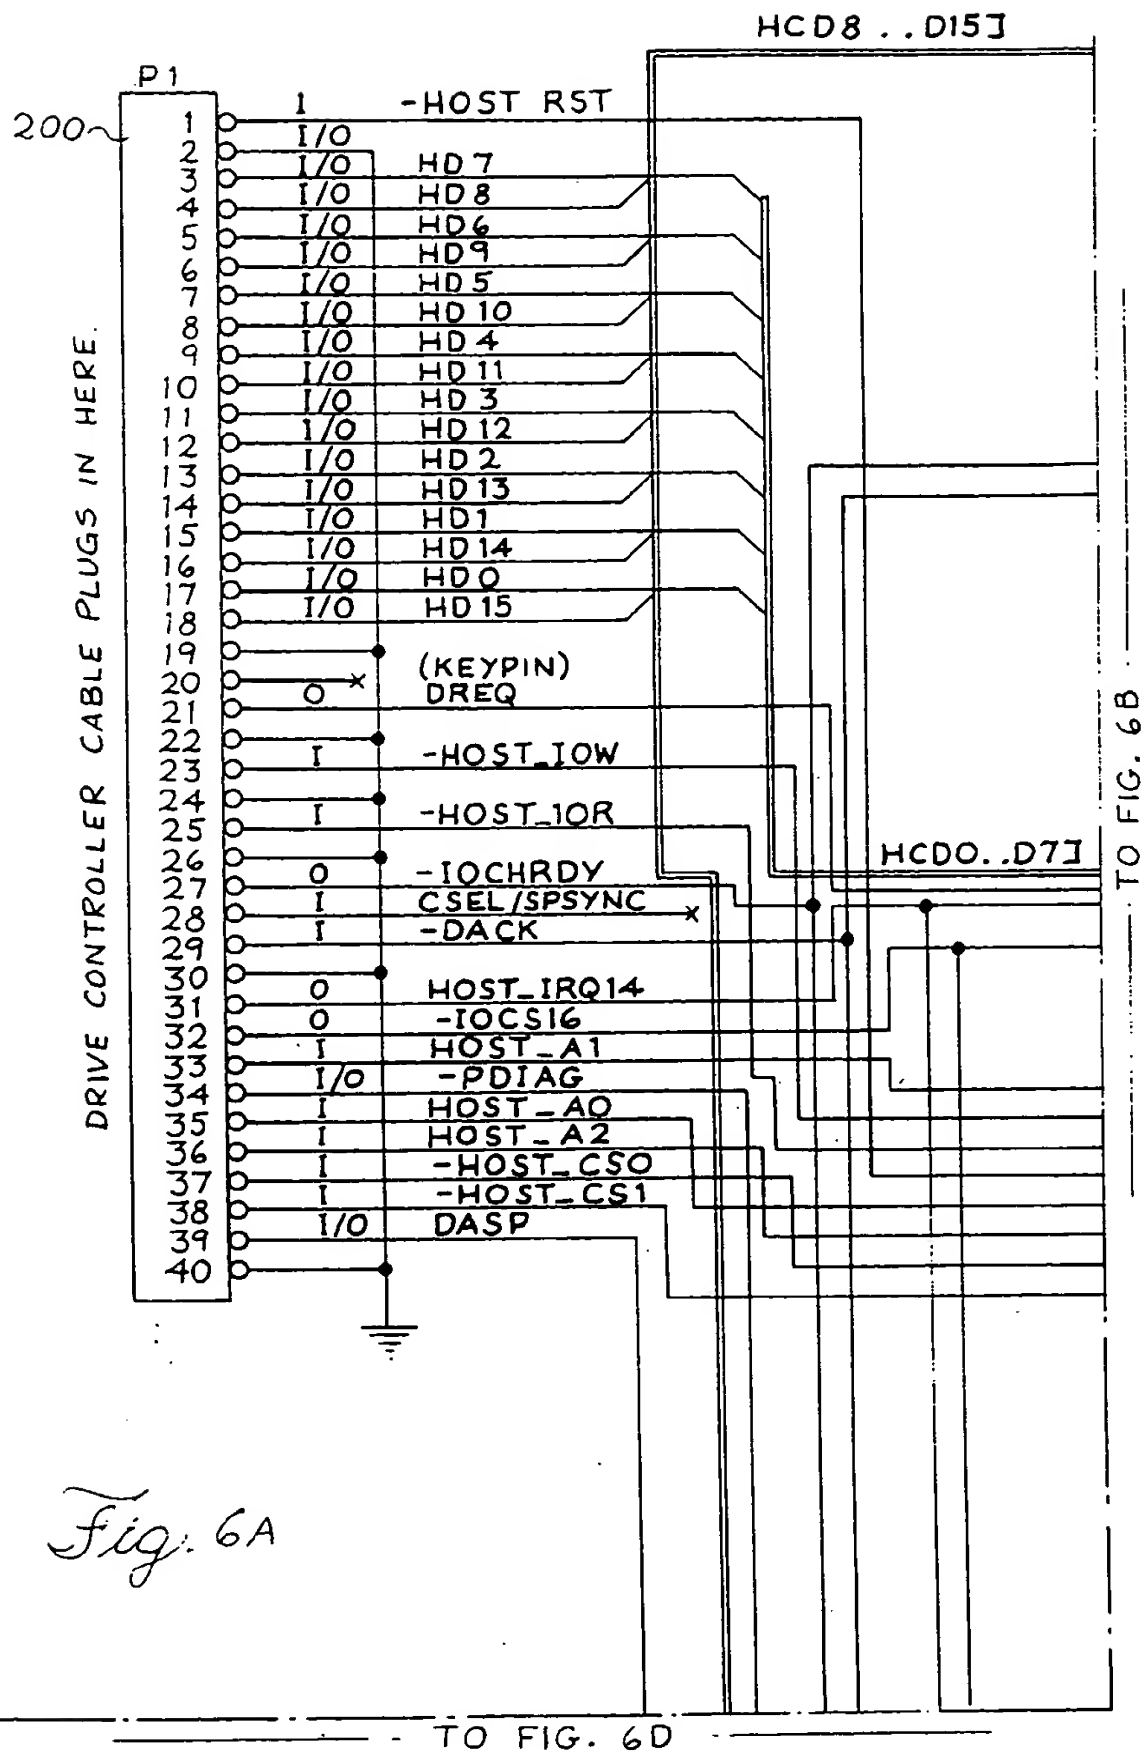 HCD8 . . D15]
P1
200
1 I -HOST RST
2 I/O
3 I/O HD7
4 I/O HD8
5 I/O HD6
6 I/O HD9
7 I/O HD5
8 I/O HD10
9 I/O HD4
10 I/O HD11
11 I/O HD3
12 I/O HD12
13 I/O HD2
14 I/O HD13
15 I/O HD1
16 I/O HD14
17 I/O HD0
18 I/O HD15
19
20 (KEYPIN)
21 O DREQ
22
23 I -HOST_IOW
24
25 I -HOST_IOR
26
HCD0..D7]
27 O -IOCHRDY
28 I CSEL/SPSYNC
29 I -DACK
30
31 O HOST_IRQ14
32 O -IOCS16
33 I HOST_A1
34 I/O -PDIAG
35 I HOST_A0
36 I HOST_A2
37 I -HOST_CS0
38 I -HOST_CS1
39 I/O DASP
40
DRIVE CONTROLLER CABLE PLUGS IN HERE.
TO FIG. 6B
Fig. 6A
TO FIG. 6D